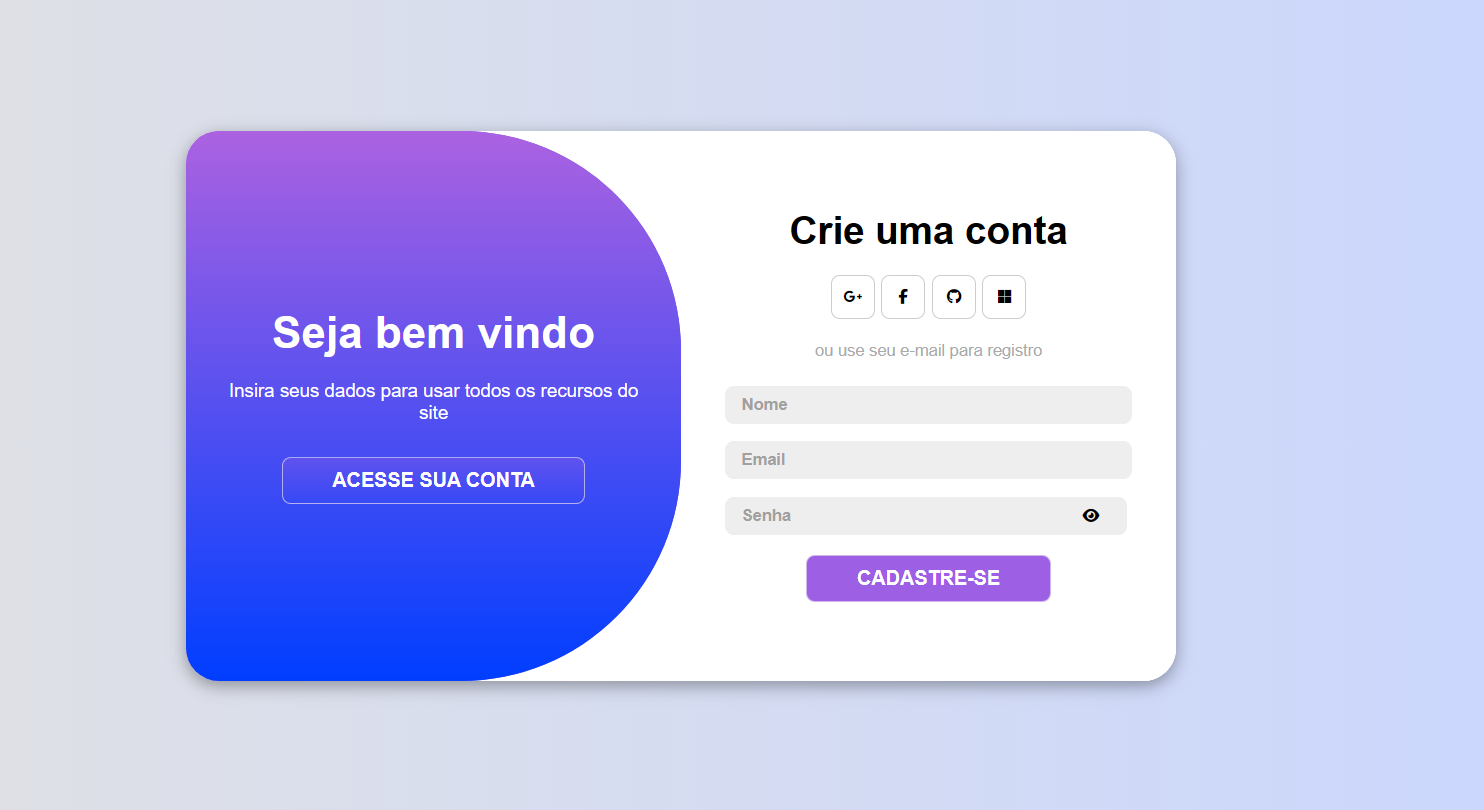 Seja bem vindo
Insira seus dados para usar todos os recursos do
site
ACESSE SUA CONTA
Crie uma conta
G+
ou use seu e-mail para registro
Nome
Email
Senha
CADASTRE-SE